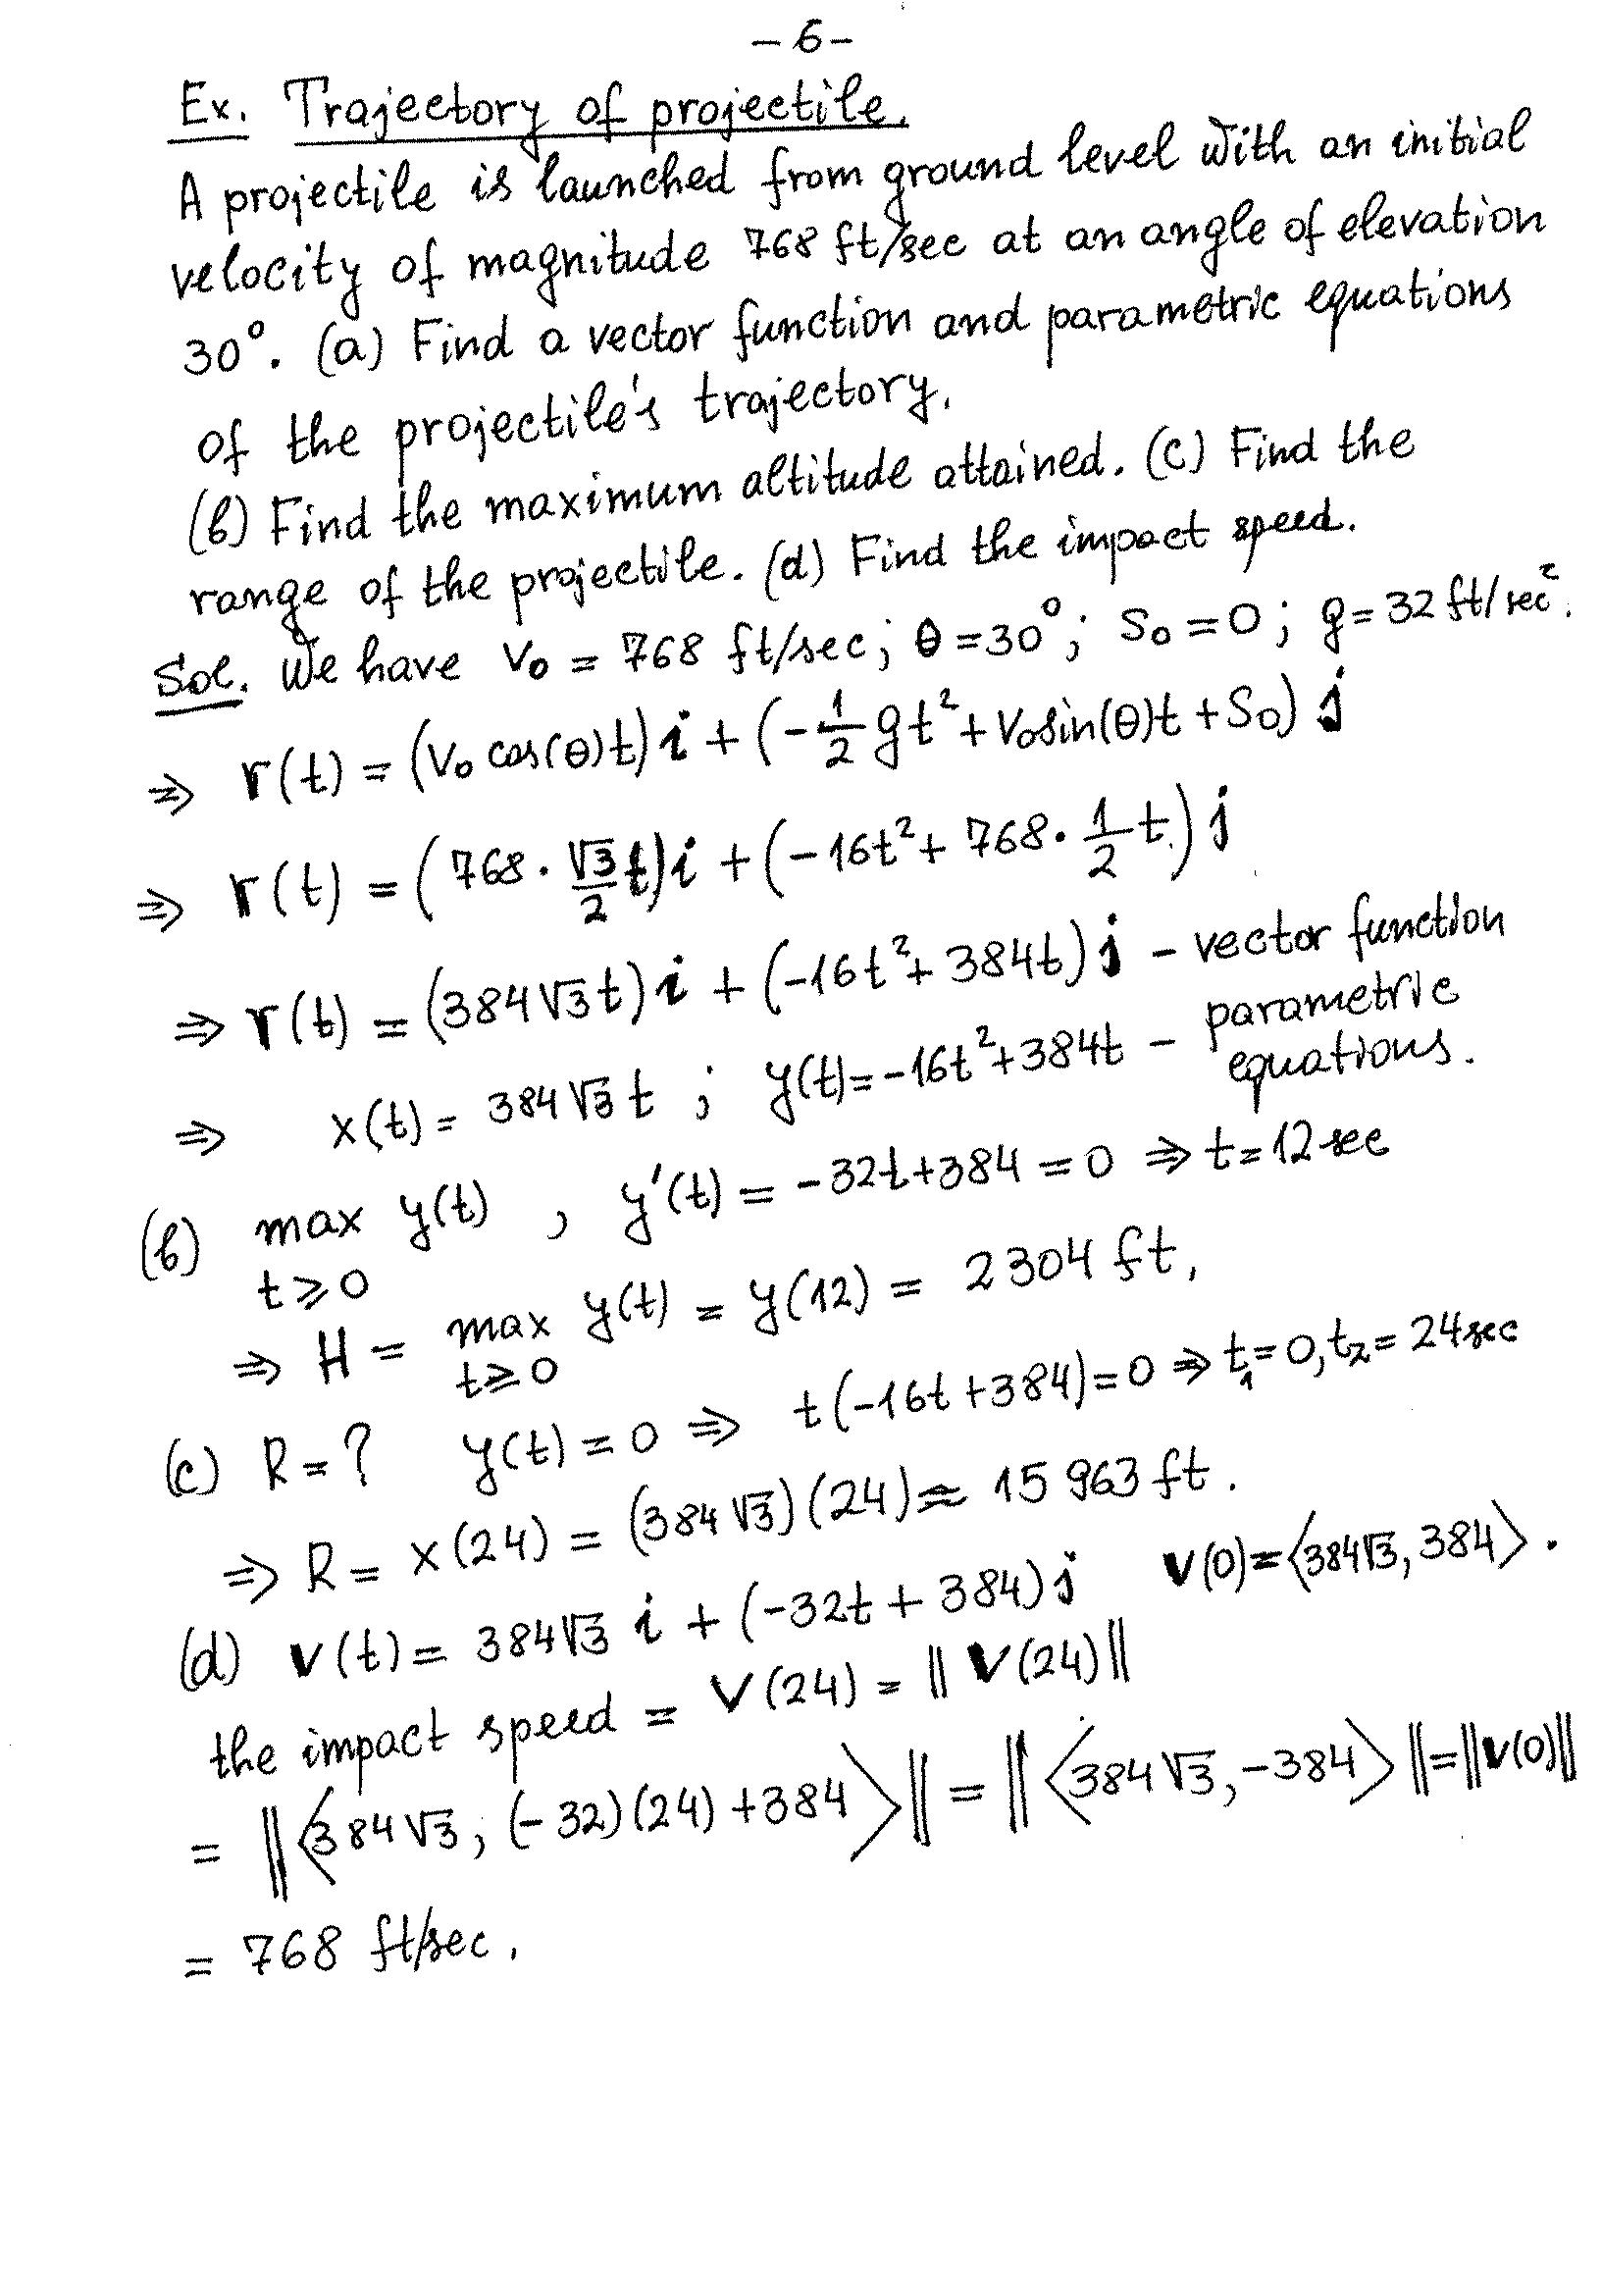 -6-
Ex. Trajectory of projectile.
A projectile is launched from ground level with an initial
velocity of magnitude 768 ft/sec at an angle of elevation
30°. (a) Find a vector function and parametric equations
of the projectile's trajectory.
(b) Find the maximum altitude attained. (c) Find the
range of the projectile. (d) Find the impact speed.
Sol. We have v₀ = 768 ft/sec; θ = 30°; S₀ = 0; g = 32 ft/sec².
⇒ r(t) = (v₀ cos(θ)t) i + (-1/2 gt² + v₀sin(θ)t + S₀) j
⇒ r(t) = (768 · √3/2 t) i + (-16t² + 768 · 1/2 t) j
⇒ r(t) = (384√3t) i + (-16t² + 384t) j - vector function
⇒ x(t) = 384√3 t ; y(t) = -16t² + 384t - parametric
equations.
(b) max y(t) , y'(t) = -32t + 384 = 0 ⇒ t = 12 sec
t ⩾ 0
⇒ H = max y(t) = y(12) = 2304 ft.
t ⩾ 0
(c) R = ? y(t) = 0 ⇒ t(-16t + 384) = 0 ⇒ t₁ = 0, t₂ = 24 sec
⇒ R = x(24) = (384√3)(24) ≈ 15 963 ft.
(d) v(t) = 384√3 i + (-32t + 384) j v(0) = ⟨384√3, 384⟩.
the impact speed = v(24) = ‖v(24)‖
= ‖⟨384√3; (-32)(24) + 384⟩‖ = ‖⟨384√3, -384⟩‖ = ‖v(0)‖
= 768 ft/sec.